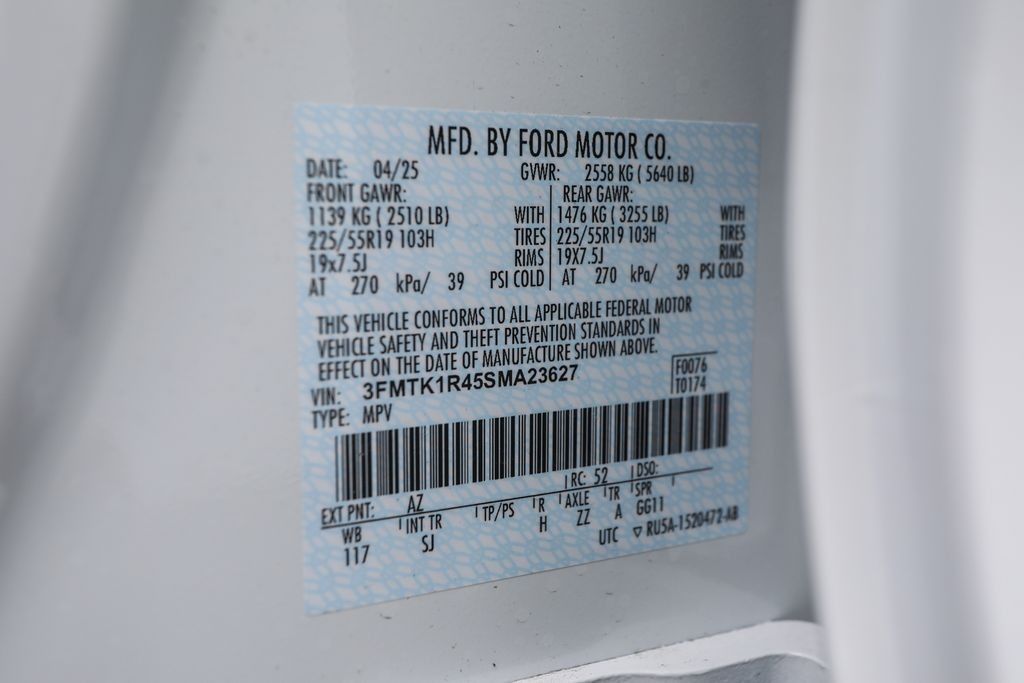 MFD. BY FORD MOTOR CO.
DATE: 04/25 GVWR: 2558 KG ( 5640 LB)
FRONT GAWR: REAR GAWR:
1139 KG ( 2510 LB) WITH 1476 KG ( 3255 LB) WITH
225/55R19 103H TIRES 225/55R19 103H TIRES
19x7.5J RIMS 19X7.5J RIMS
AT 270 kPa/ 39 PSI COLD AT 270 kPa/ 39 PSI COLD
THIS VEHICLE CONFORMS TO ALL APPLICABLE FEDERAL MOTOR
VEHICLE SAFETY AND THEFT PREVENTION STANDARDS IN
EFFECT ON THE DATE OF MANUFACTURE SHOWN ABOVE.
VIN: 3FMTK1R45SMA23627 F0076
TYPE: MPV T0174
EXT PNT: AZ RC: 52 DSO:
WB INT TR TP/PS R AXLE TR SPR
117 SJ H ZZ A GG11
UTC ▽ RU5A-1520472-AB